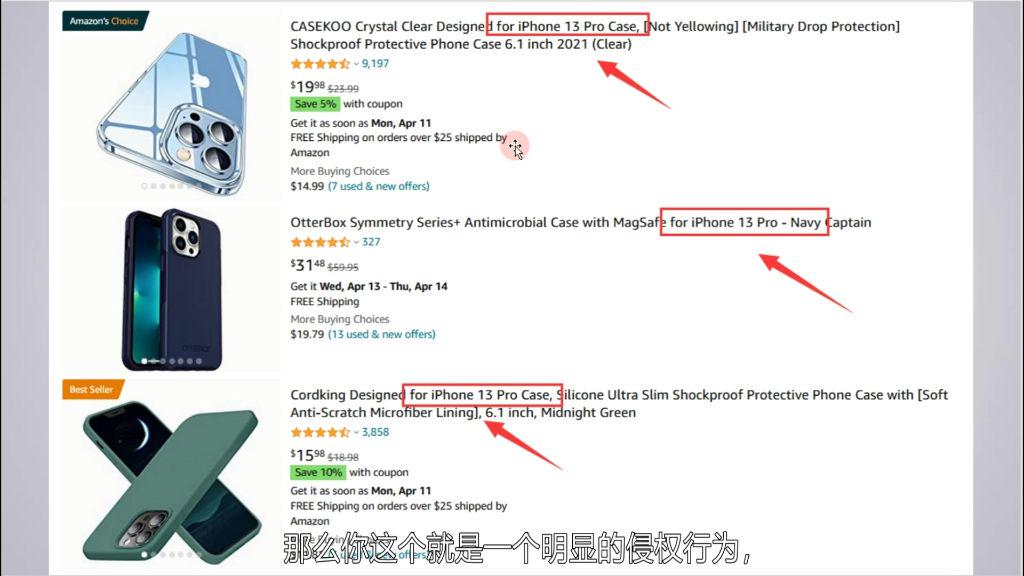 Amazon's Choice
CASEKOO Crystal Clear Designed for iPhone 13 Pro Case, [Not Yellowing] [Military Drop Protection]
Shockproof Protective Phone Case 6.1 inch 2021 (Clear)
9,197
$19.98 $23.99
Save 5% with coupon
Get it as soon as Mon, Apr 11
FREE Shipping on orders over $25 shipped by
Amazon
More Buying Choices
$14.99 (7 used & new offers)
OtterBox Symmetry Series+ Antimicrobial Case with MagSafe for iPhone 13 Pro - Navy Captain
327
$31.48 $59.95
Get it Wed, Apr 13 - Thu, Apr 14
FREE Shipping
More Buying Choices
$19.79 (13 used & new offers)
Best Seller
Cordking Designed for iPhone 13 Pro Case, Silicone Ultra Slim Shockproof Protective Phone Case with [Soft
Anti-Scratch Microfiber Lining], 6.1 inch, Midnight Green
3,858
$15.98 $18.98
Save 10% with coupon
Get it as soon as Mon, Apr 11
FREE Shipping on orders over $25 shipped by
Amazon
那么你这个就是一个明显的侵权行为，